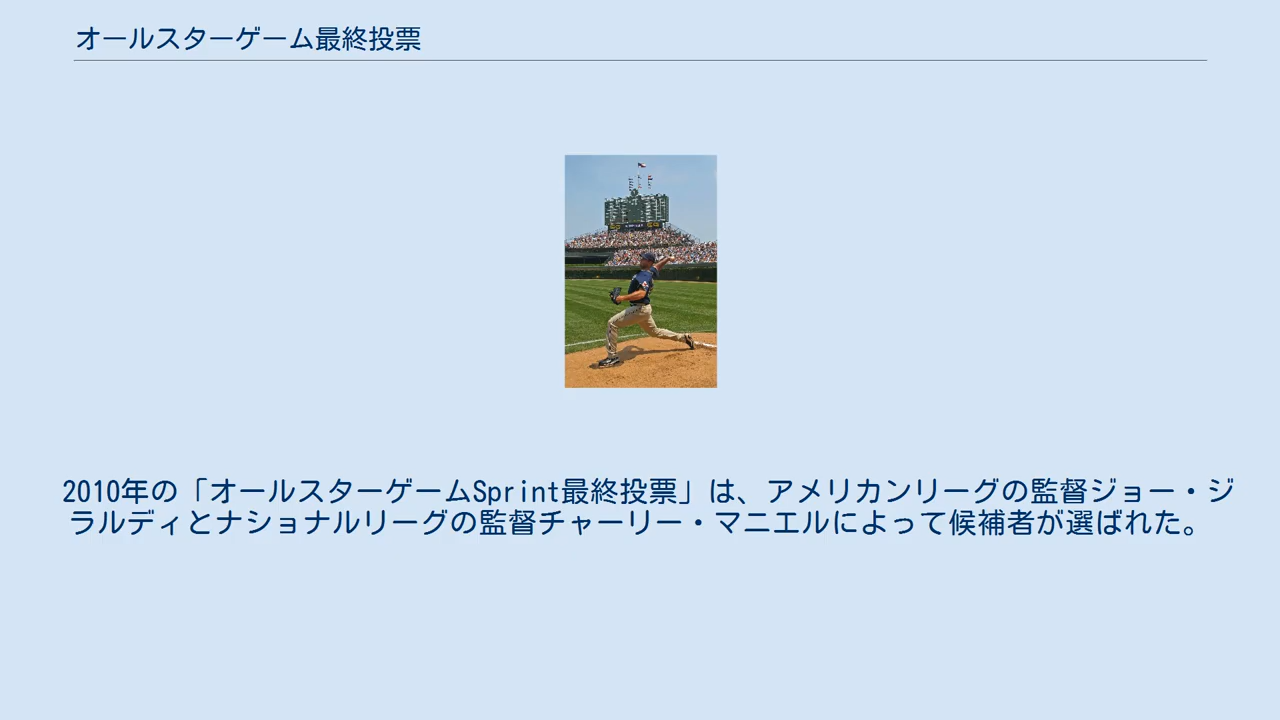 オールスターゲーム最終投票
2010年の「オールスターゲームSprint最終投票」は、アメリカンリーグの監督ジョー・ジ
ラルディとナショナルリーグの監督チャーリー・マニエルによって候補者が選ばれた。